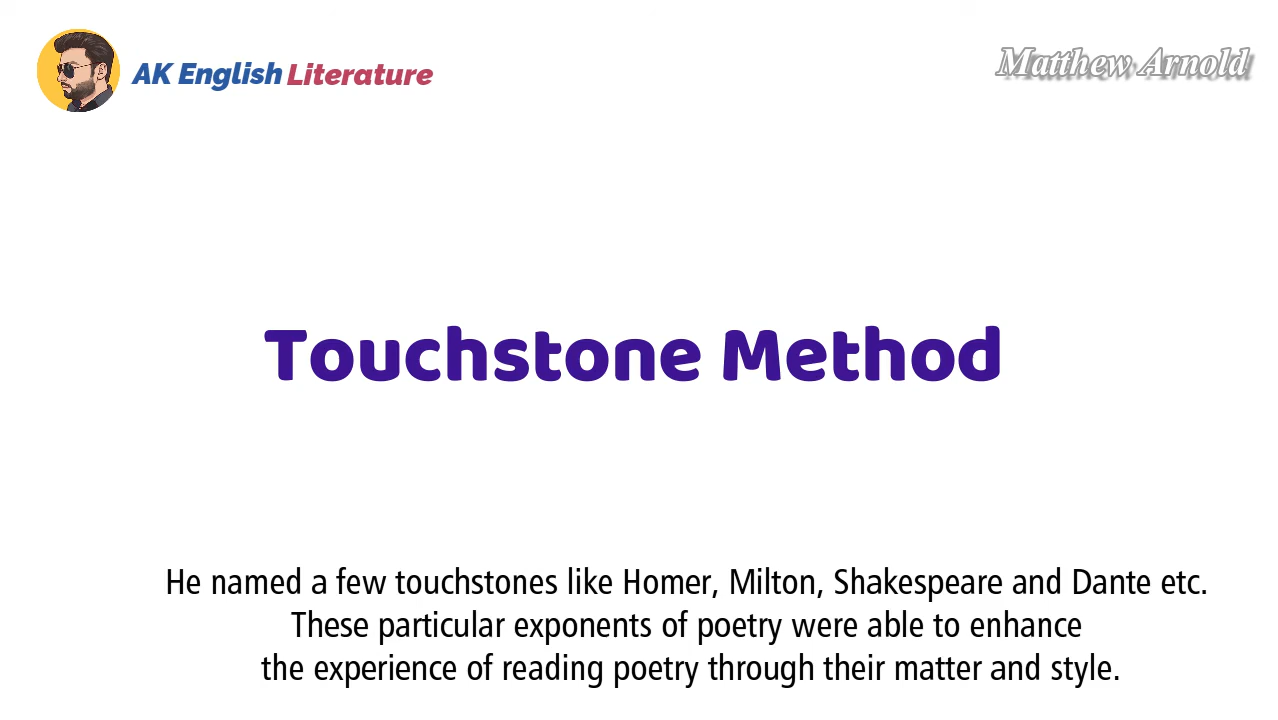 AK English Literature
Matthew Arnold
Touchstone Method
He named a few touchstones like Homer, Milton, Shakespeare and Dante etc.
These particular exponents of poetry were able to enhance
the experience of reading poetry through their matter and style.